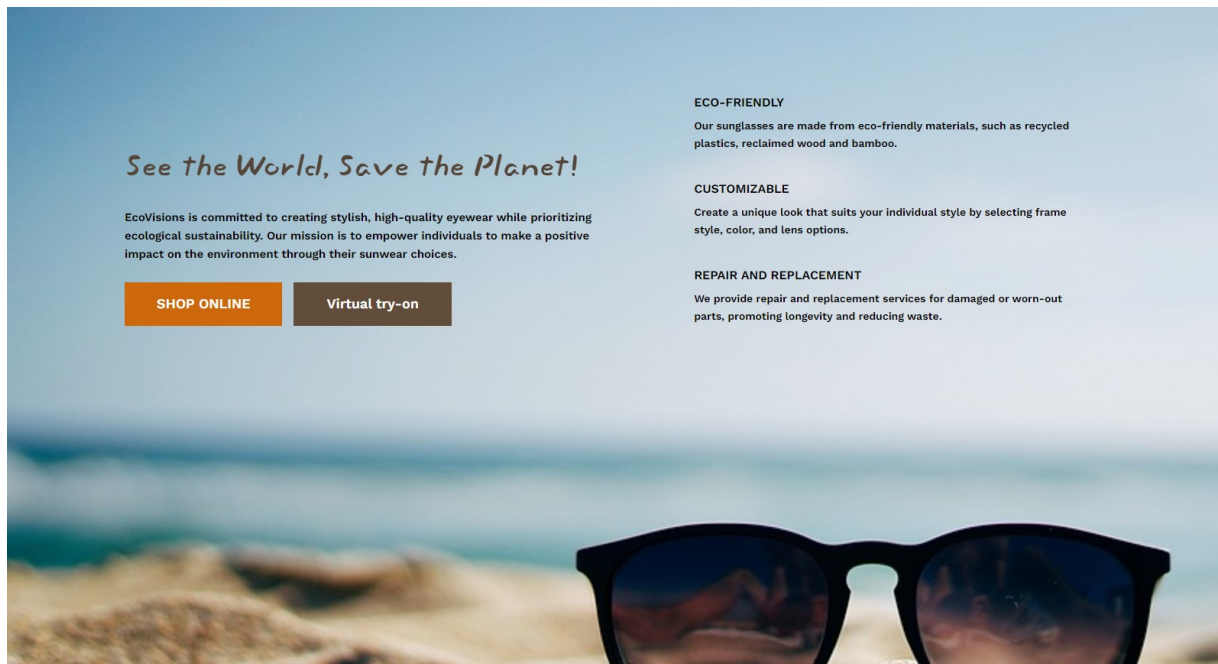 See the World, Save the Planet!
EcoVisions is committed to creating stylish, high-quality eyewear while prioritizing
ecological sustainability. Our mission is to empower individuals to make a positive
impact on the environment through their sunwear choices.
SHOP ONLINE
Virtual try-on
ECO-FRIENDLY
Our sunglasses are made from eco-friendly materials, such as recycled
plastics, reclaimed wood and bamboo.
CUSTOMIZABLE
Create a unique look that suits your individual style by selecting frame
style, color, and lens options.
REPAIR AND REPLACEMENT
We provide repair and replacement services for damaged or worn-out
parts, promoting longevity and reducing waste.